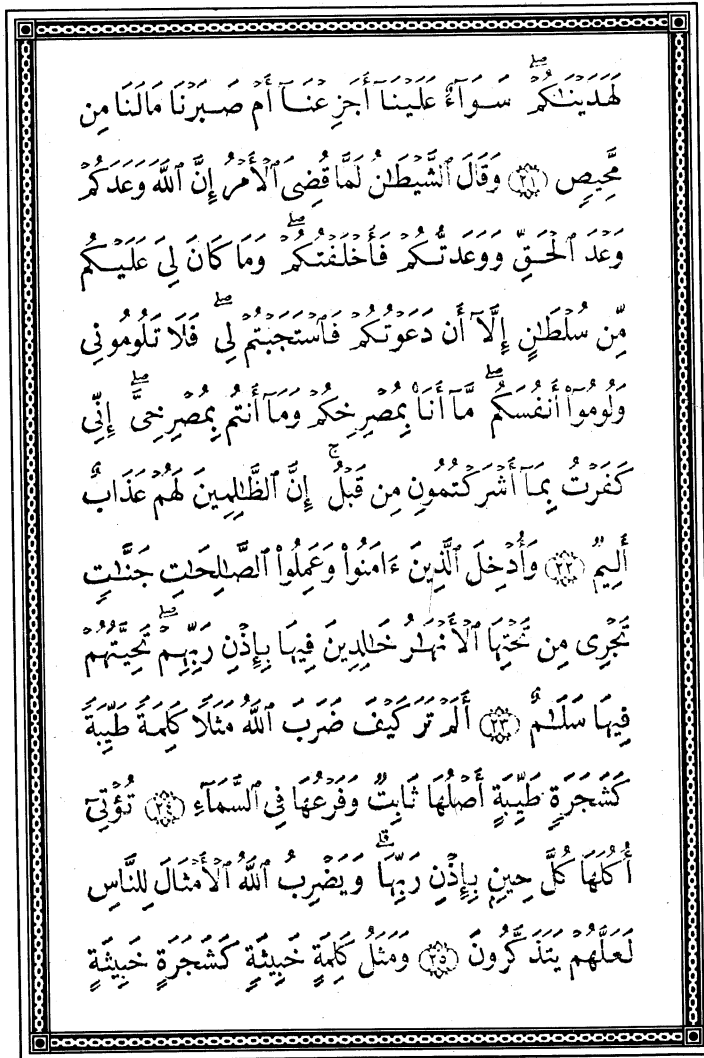 لَهَدَيْنَٰكُمْ ۖ سَوَآءٌ عَلَيْنَآ أَجَزِعْنَآ أَمْ صَبَرْنَا مَالَنَا مِن
مَّحِيصٍ ﴿٢١﴾ وَقَالَ ٱلشَّيْطَٰنُ لَمَّا قُضِىَ ٱلْأَمْرُ إِنَّ ٱللَّهَ وَعَدَكُمْ
وَعْدَ ٱلْحَقِّ وَوَعَدتُّكُمْ فَأَخْلَفْتُكُمْ ۖ وَمَا كَانَ لِىَ عَلَيْكُم
مِّن سُلْطَٰنٍ إِلَّآ أَن دَعَوْتُكُمْ فَٱسْتَجَبْتُمْ لِى ۖ فَلَا تَلُومُونِى
وَلُومُوٓا۟ أَنفُسَكُم ۖ مَّآ أَنَا۠ بِمُصْرِخِكُمْ وَمَآ أَنتُم بِمُصْرِخِىَّ ۖ إِنِّى
كَفَرْتُ بِمَآ أَشْرَكْتُمُونِ مِن قَبْلُ ۚ إِنَّ ٱلظَّٰلِمِينَ لَهُمْ عَذَابٌ
أَلِيمٌ ﴿٢٢﴾ وَأُدْخِلَ ٱلَّذِينَ ءَامَنُوا۟ وَعَمِلُوا۟ ٱلصَّٰلِحَٰتِ جَنَّٰتٍ
تَجْرِى مِن تَحْتِهَا ٱلْأَنْهَٰرُ خَٰلِدِينَ فِيهَا بِإِذْنِ رَبِّهِمْ ۖ تَحِيَّتُهُمْ
فِيهَا سَلَٰمٌ ﴿٢٣﴾ أَلَمْ تَرَ كَيْفَ ضَرَبَ ٱللَّهُ مَثَلًا كَلِمَةً طَيِّبَةً
كَشَجَرَةٍ طَيِّبَةٍ أَصْلُهَا ثَابِتٌ وَفَرْعُهَا فِى ٱلسَّمَآءِ ﴿٢٤﴾ تُؤْتِىٓ
أُكُلَهَا كُلَّ حِينٍۭ بِإِذْنِ رَبِّهَا ۗ وَيَضْرِبُ ٱللَّهُ ٱلْأَمْثَالَ لِلنَّاسِ
لَعَلَّهُمْ يَتَذَكَّرُونَ ﴿٢٥﴾ وَمَثَلُ كَلِمَةٍ خَبِيثَةٍ كَشَجَرَةٍ خَبِيثَةٍ